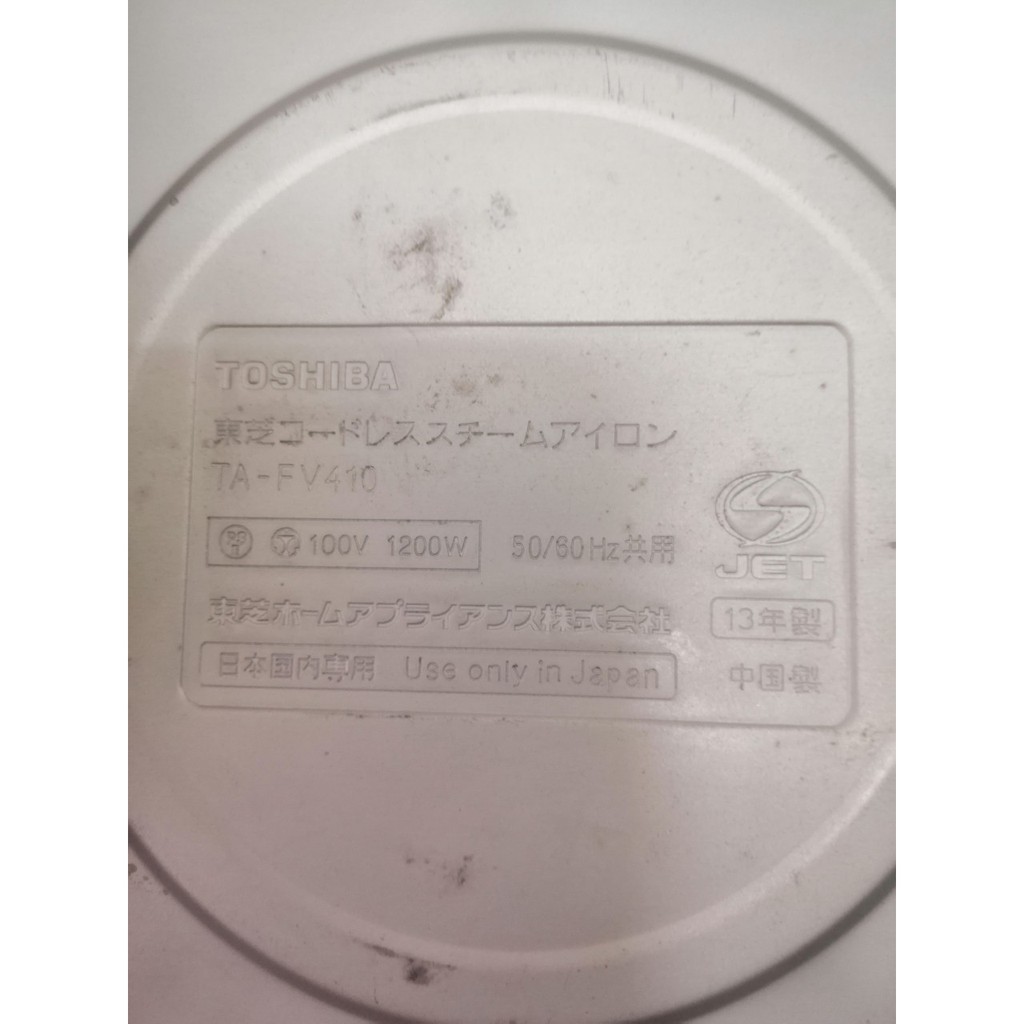 TOSHIBA
東芝コードレススチームアイロン
TA-FV410
PSE 100V 1200W 50/60Hz共用
JET
東芝ホームアプライアンス株式会社
13年製
日本国内専用 Use only in Japan
中国製